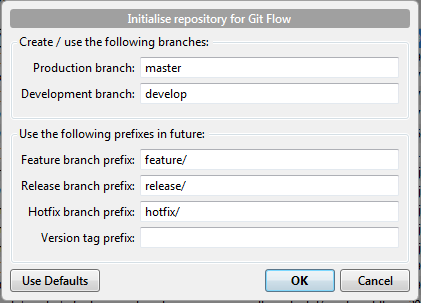 Initialise repository for Git Flow
Create / use the following branches:
Production branch: master
Development branch: develop
Use the following prefixes in future:
Feature branch prefix: feature/
Release branch prefix: release/
Hotfix branch prefix: hotfix/
Version tag prefix:
Use Defaults OK Cancel